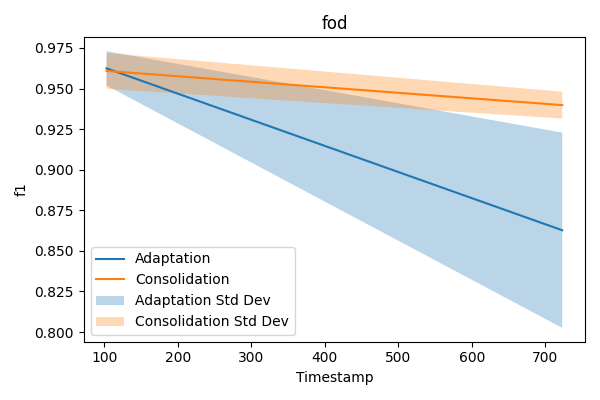 fod
0.975
0.950
0.925
0.900
0.875
0.850
0.825
0.800
f1
Adaptation
Consolidation
Adaptation Std Dev
Consolidation Std Dev
100 200 300 400 500 600 700
Timestamp